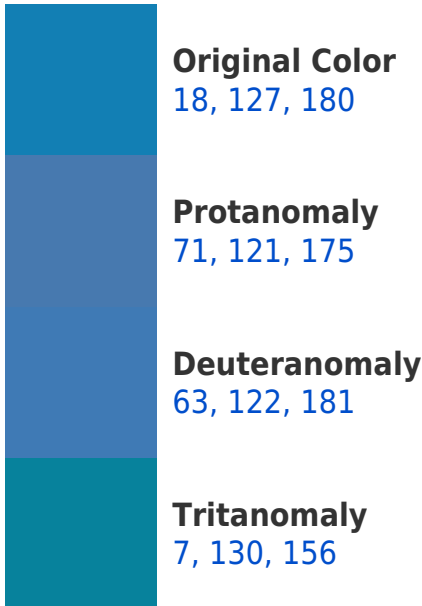 Original Color
18, 127, 180
Protanomaly
71, 121, 175
Deuteranomaly
63, 122, 181
Tritanomaly
7, 130, 156